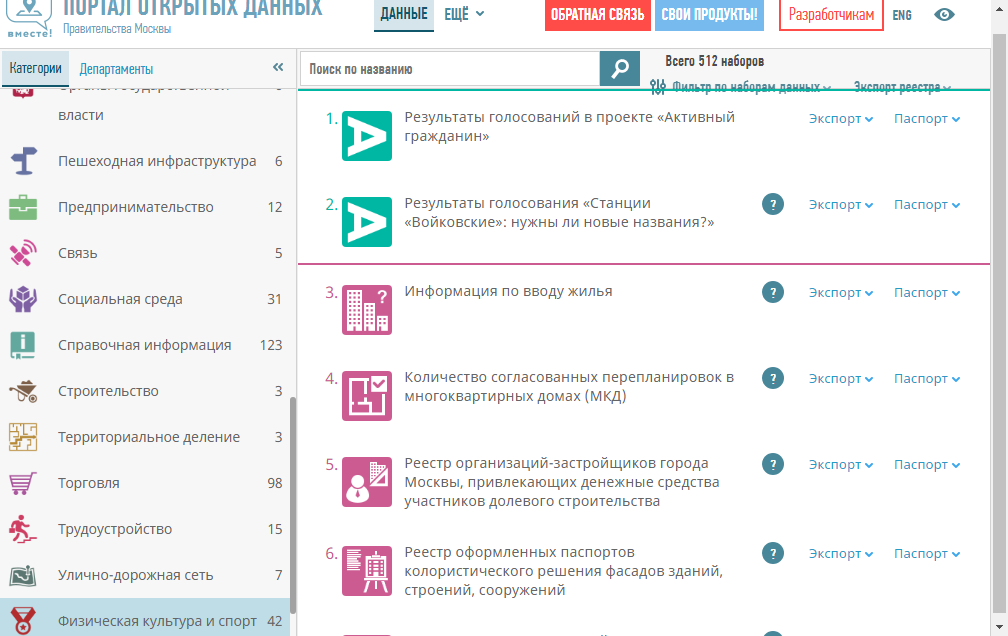 ПОРТАЛ ОТКРЫТЫХ ДАННЫХ
Правительства Москвы
вместе!
ДАННЫЕ
ЕЩЁ
ОБРАТНАЯ СВЯЗЬ
СВОИ ПРОДУКТЫ!
Разработчикам
ENG
Категории
Департаменты
«
Поиск по названию
Всего 512 наборов
Фильтр по наборам данных
Экспорт реестра
власти
Пешеходная инфраструктура 6
Предпринимательство 12
Связь 5
Социальная среда 31
Справочная информация 123
Строительство 3
Территориальное деление 3
Торговля 98
Трудоустройство 15
Улично-дорожная сеть 7
Физическая культура и спорт 42
1. Результаты голосований в проекте «Активный
гражданин»
Экспорт Паспорт
2. Результаты голосования «Станции
«Войковские»: нужны ли новые названия?»
? Экспорт Паспорт
3. Информация по вводу жилья
? Экспорт Паспорт
4. Количество согласованных перепланировок в
многоквартирных домах (МКД)
? Экспорт Паспорт
5. Реестр организаций-застройщиков города
Москвы, привлекающих денежные средства
участников долевого строительства
? Экспорт Паспорт
6. Реестр оформленных паспортов
колористического решения фасадов зданий,
строений, сооружений
? Экспорт Паспорт